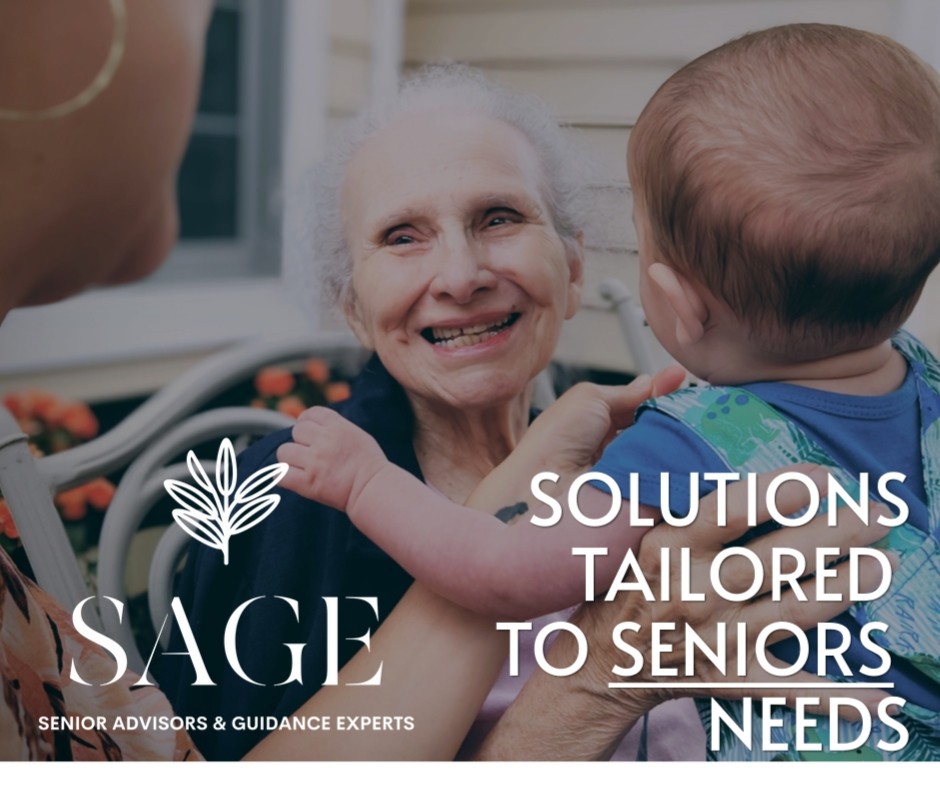 SAGE
SENIOR ADVISORS & GUIDANCE EXPERTS
SOLUTIONS
TAILORED
TO SENIORS
NEEDS